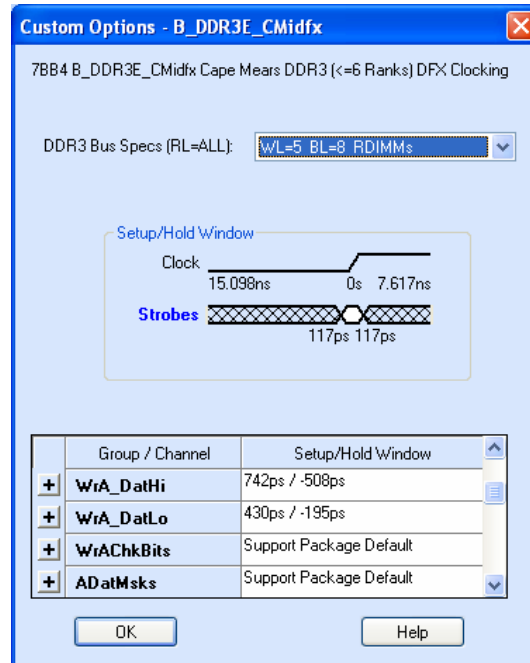 Custom Options - B_DDR3E_CMidfx
7BB4 B_DDR3E_CMidfx Cape Mears DDR3 (<=6 Ranks) DFX Clocking
DDR3 Bus Specs (RL=ALL): WL=5 BL=8 RDIMMs
Setup/Hold Window
Clock
15.098ns 0s 7.617ns
Strobes
117ps 117ps
Group / Channel Setup/Hold Window
+ WrA_DatHi 742ps / -508ps
+ WrA_DatLo 430ps / -195ps
+ WrAChkBits Support Package Default
+ ADatMsks Support Package Default
OK Help